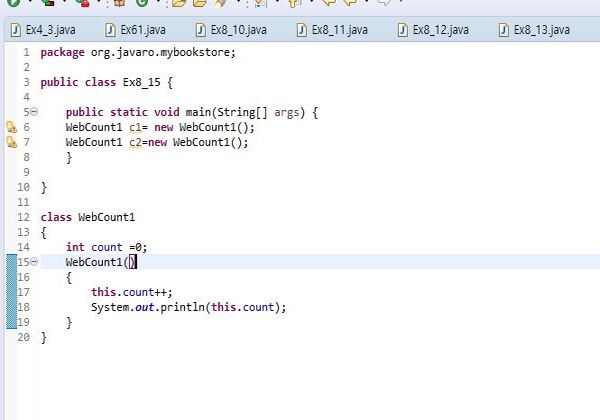 Ex4_3.java Ex61.java Ex8_10.java Ex8_11.java Ex8_12.java Ex8_13.java
1 package org.javaro.mybookstore;
2
3 public class Ex8_15 {
4
5 public static void main(String[] args) {
6 WebCount1 c1= new WebCount1();
7 WebCount1 c2=new WebCount1();
8 }
9
10 }
11
12 class WebCount1
13 {
14 int count =0;
15 WebCount1()
16 {
17 this.count++;
18 System.out.println(this.count);
19 }
20 }